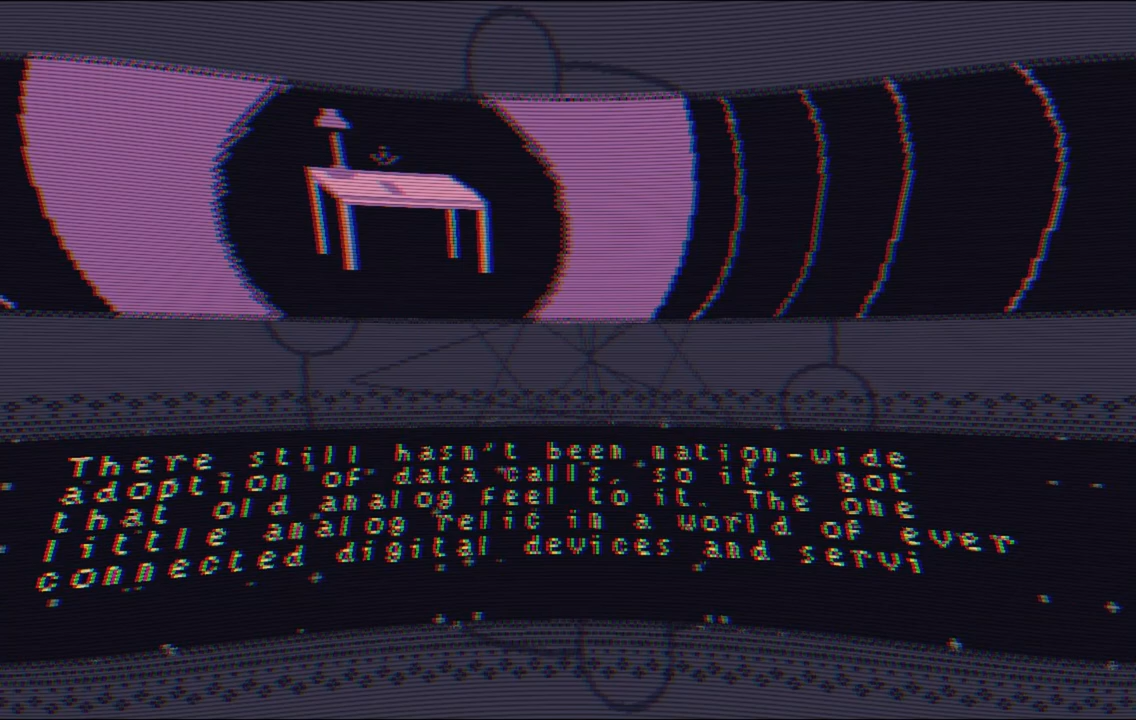 There still hasn't been nation-wide
adoption of data calls, so it's got
that old analog feel to it. The one
little analog relic in a world of ever
connected digital devices and servi